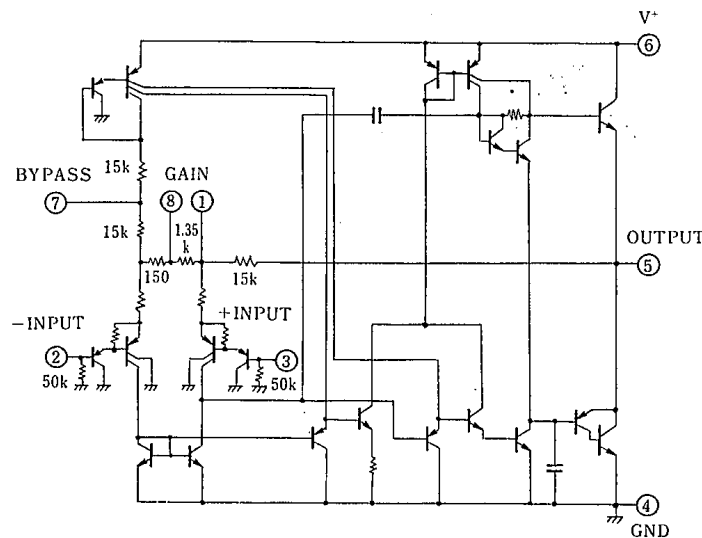 V+
⑥
15k
BYPASS
GAIN
⑦
⑧
①
15k
1.35
k
OUTPUT
150
15k
⑤
−INPUT
+INPUT
②
③
50k
50k
④
GND